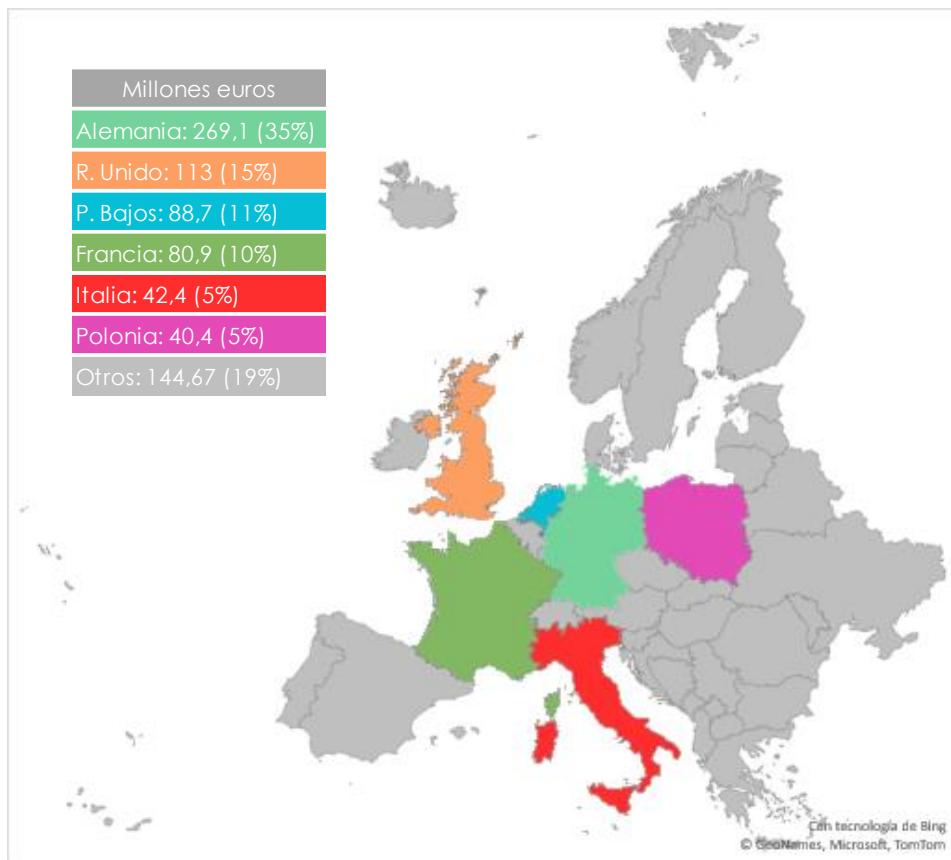 Millones euros
Alemania: 269,1 (35%)
R. Unido: 113 (15%)
P. Bajos: 88,7 (11%)
Francia: 80,9 (10%)
Italia: 42,4 (5%)
Polonia: 40,4 (5%)
Otros: 144,67 (19%)
Con tecnología de Bing
© GeoNames, Microsoft, TomTom